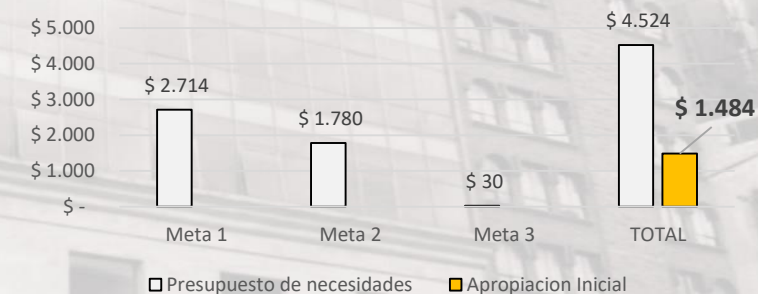 $ 5.000
$ 4.000
$ 3.000
$ 2.000
$ 1.000
$ -
$ 2.714
$ 1.780
$ 30
$ 4.524
$ 1.484
Meta 1
Meta 2
Meta 3
TOTAL
Presupuesto de necesidades
Apropiacion Inicial